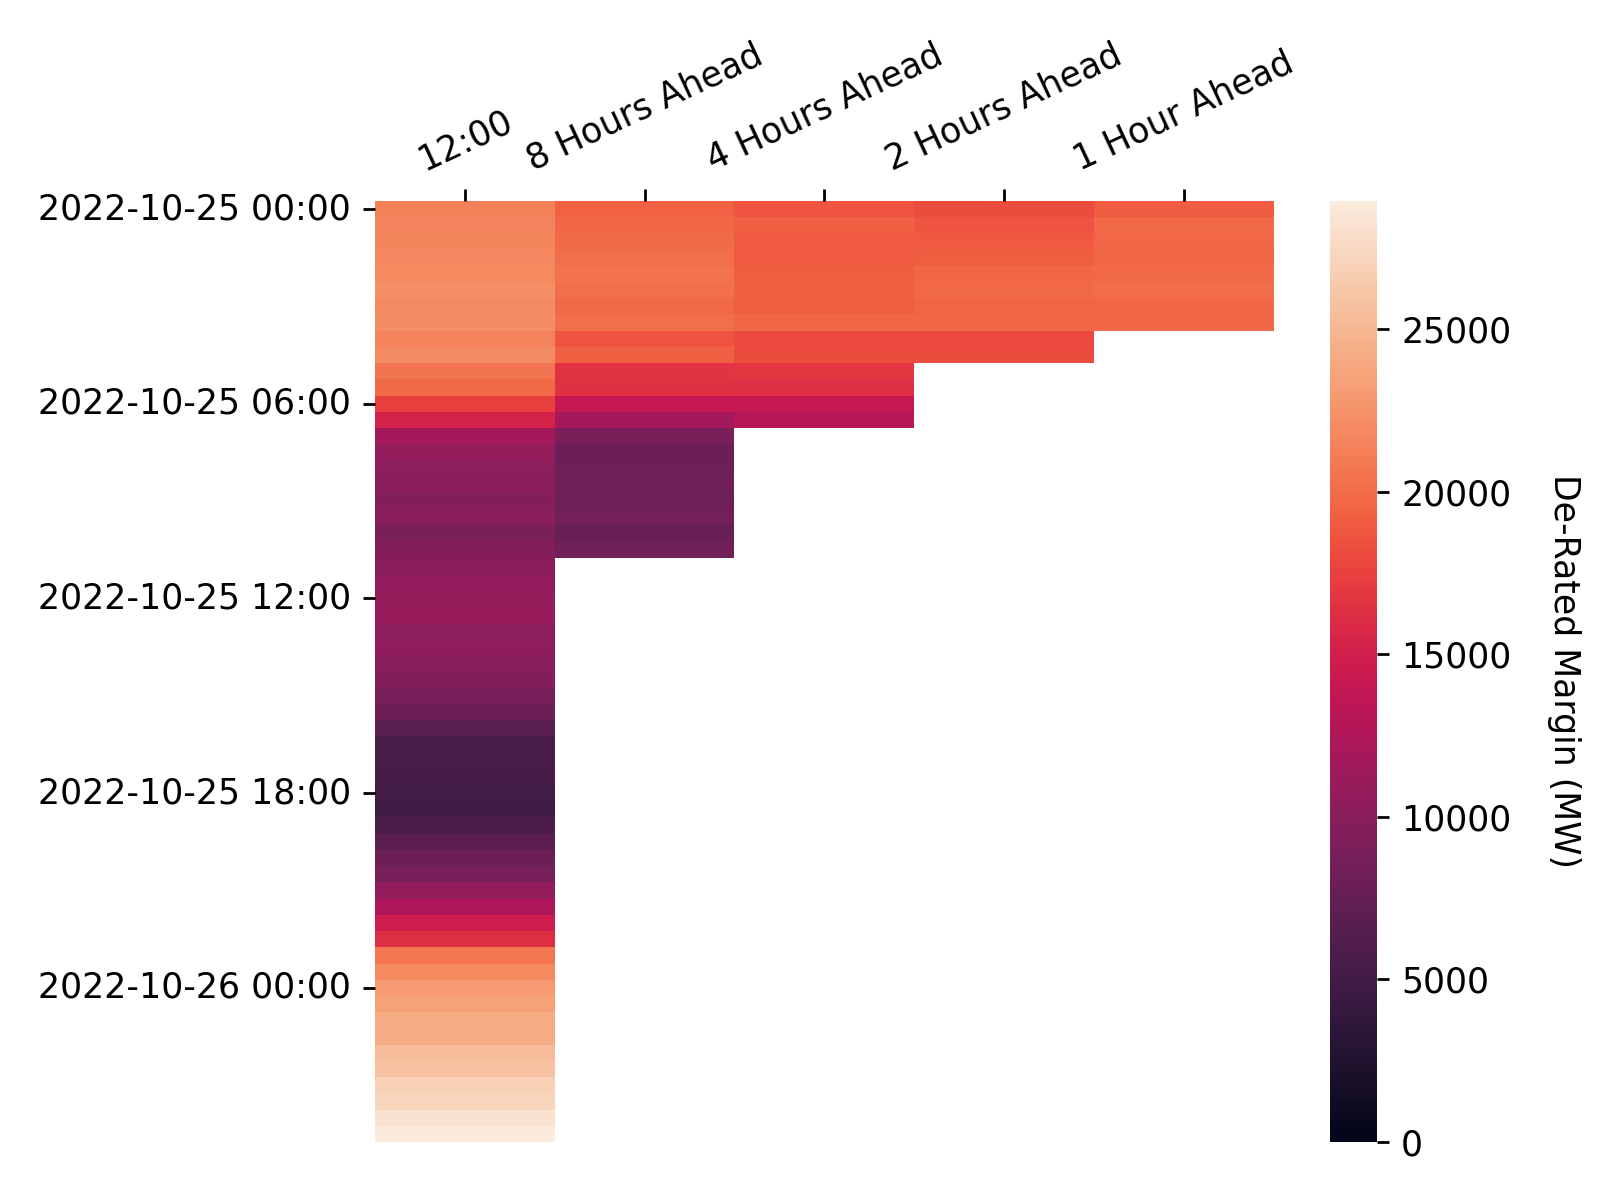 12:00
8 Hours Ahead
4 Hours Ahead
2 Hours Ahead
1 Hour Ahead
2022-10-25 00:00
2022-10-25 06:00
2022-10-25 12:00
2022-10-25 18:00
2022-10-26 00:00
25000
20000
15000
10000
5000
0
De-Rated Margin (MW)